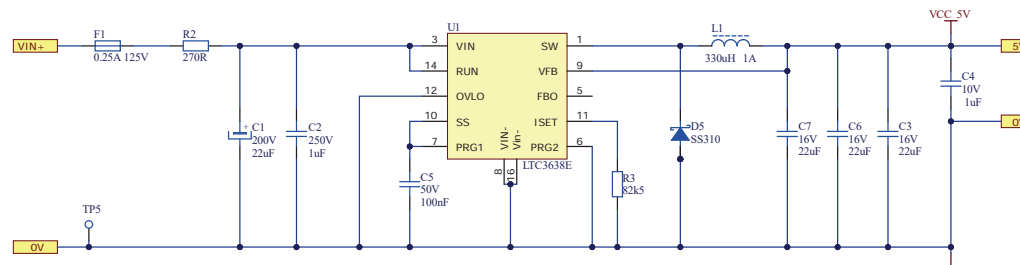 VCC_5V
U1
VIN+
F1
0.25A 125V
R2
270R
3 VIN
SW 1
L1
330uH 1A
14 RUN
VFB 9
12 OVLO
FBO 5
10 SS
ISET 11
7 PRG1
PRG2 6
VIN-
Vin-
8
16
LTC3638E
C1
200V
22uF
C2
250V
1uF
C5
50V
100nF
R3
82k5
D5
SS310
C7
16V
22uF
C6
16V
22uF
C3
16V
22uF
C4
10V
1uF
TP5
0V